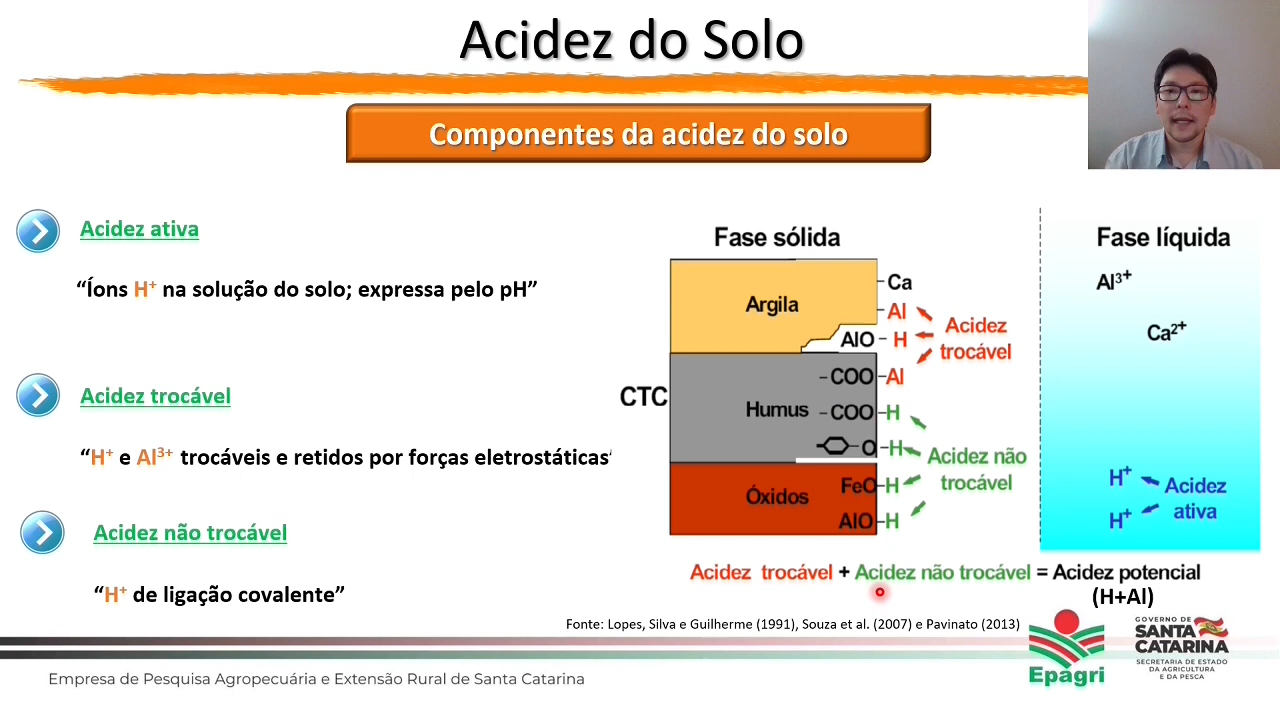 Acidez do Solo
Componentes da acidez do solo
Acidez ativa
“Íons H⁺ na solução do solo; expressa pelo pH”
Acidez trocável
“H⁺ e Al³⁺ trocáveis e retidos por forças eletrostáticas'
Acidez não trocável
“H⁺ de ligação covalente”
Fase sólida
Fase líquida
CTC
Argila
Humus
Óxidos
Ca
Al
AlO - H
-COO-Al
-COO-H
O-H
FeO-H
AlO-H
Acidez
trocável
Acidez não
trocável
Al³⁺
Ca²⁺
H⁺
H⁺
Acidez
ativa
Acidez trocável + Acidez não trocável = Acidez potencial
(H+Al)
Fonte: Lopes, Silva e Guilherme (1991), Souza et al. (2007) e Pavinato (2013)
Empresa de Pesquisa Agropecuária e Extensão Rural de Santa Catarina
Epagri
GOVERNO DE
SANTA
CATARINA
SECRETARIA DE ESTADO
DA AGRICULTURA
E DA PESCA